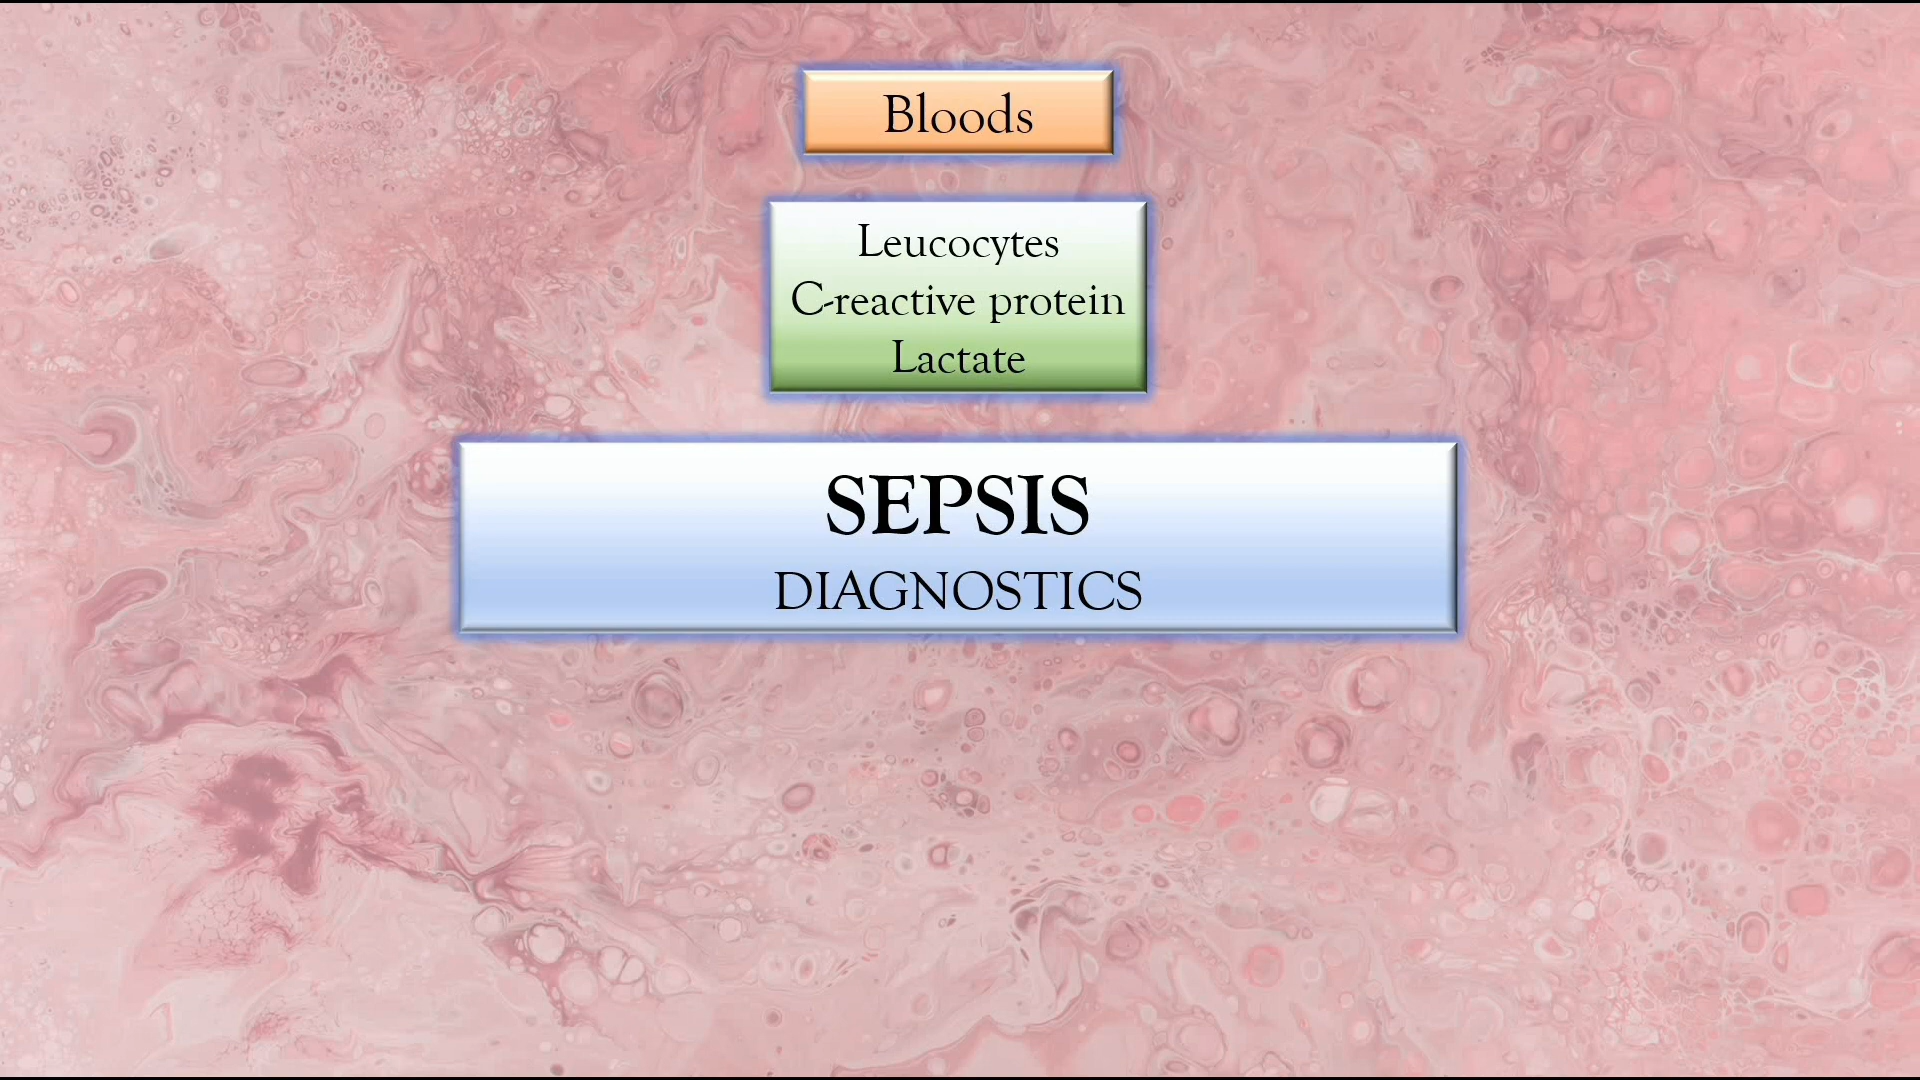 Bloods
Leucocytes
C-reactive protein
Lactate
SEPSIS
DIAGNOSTICS